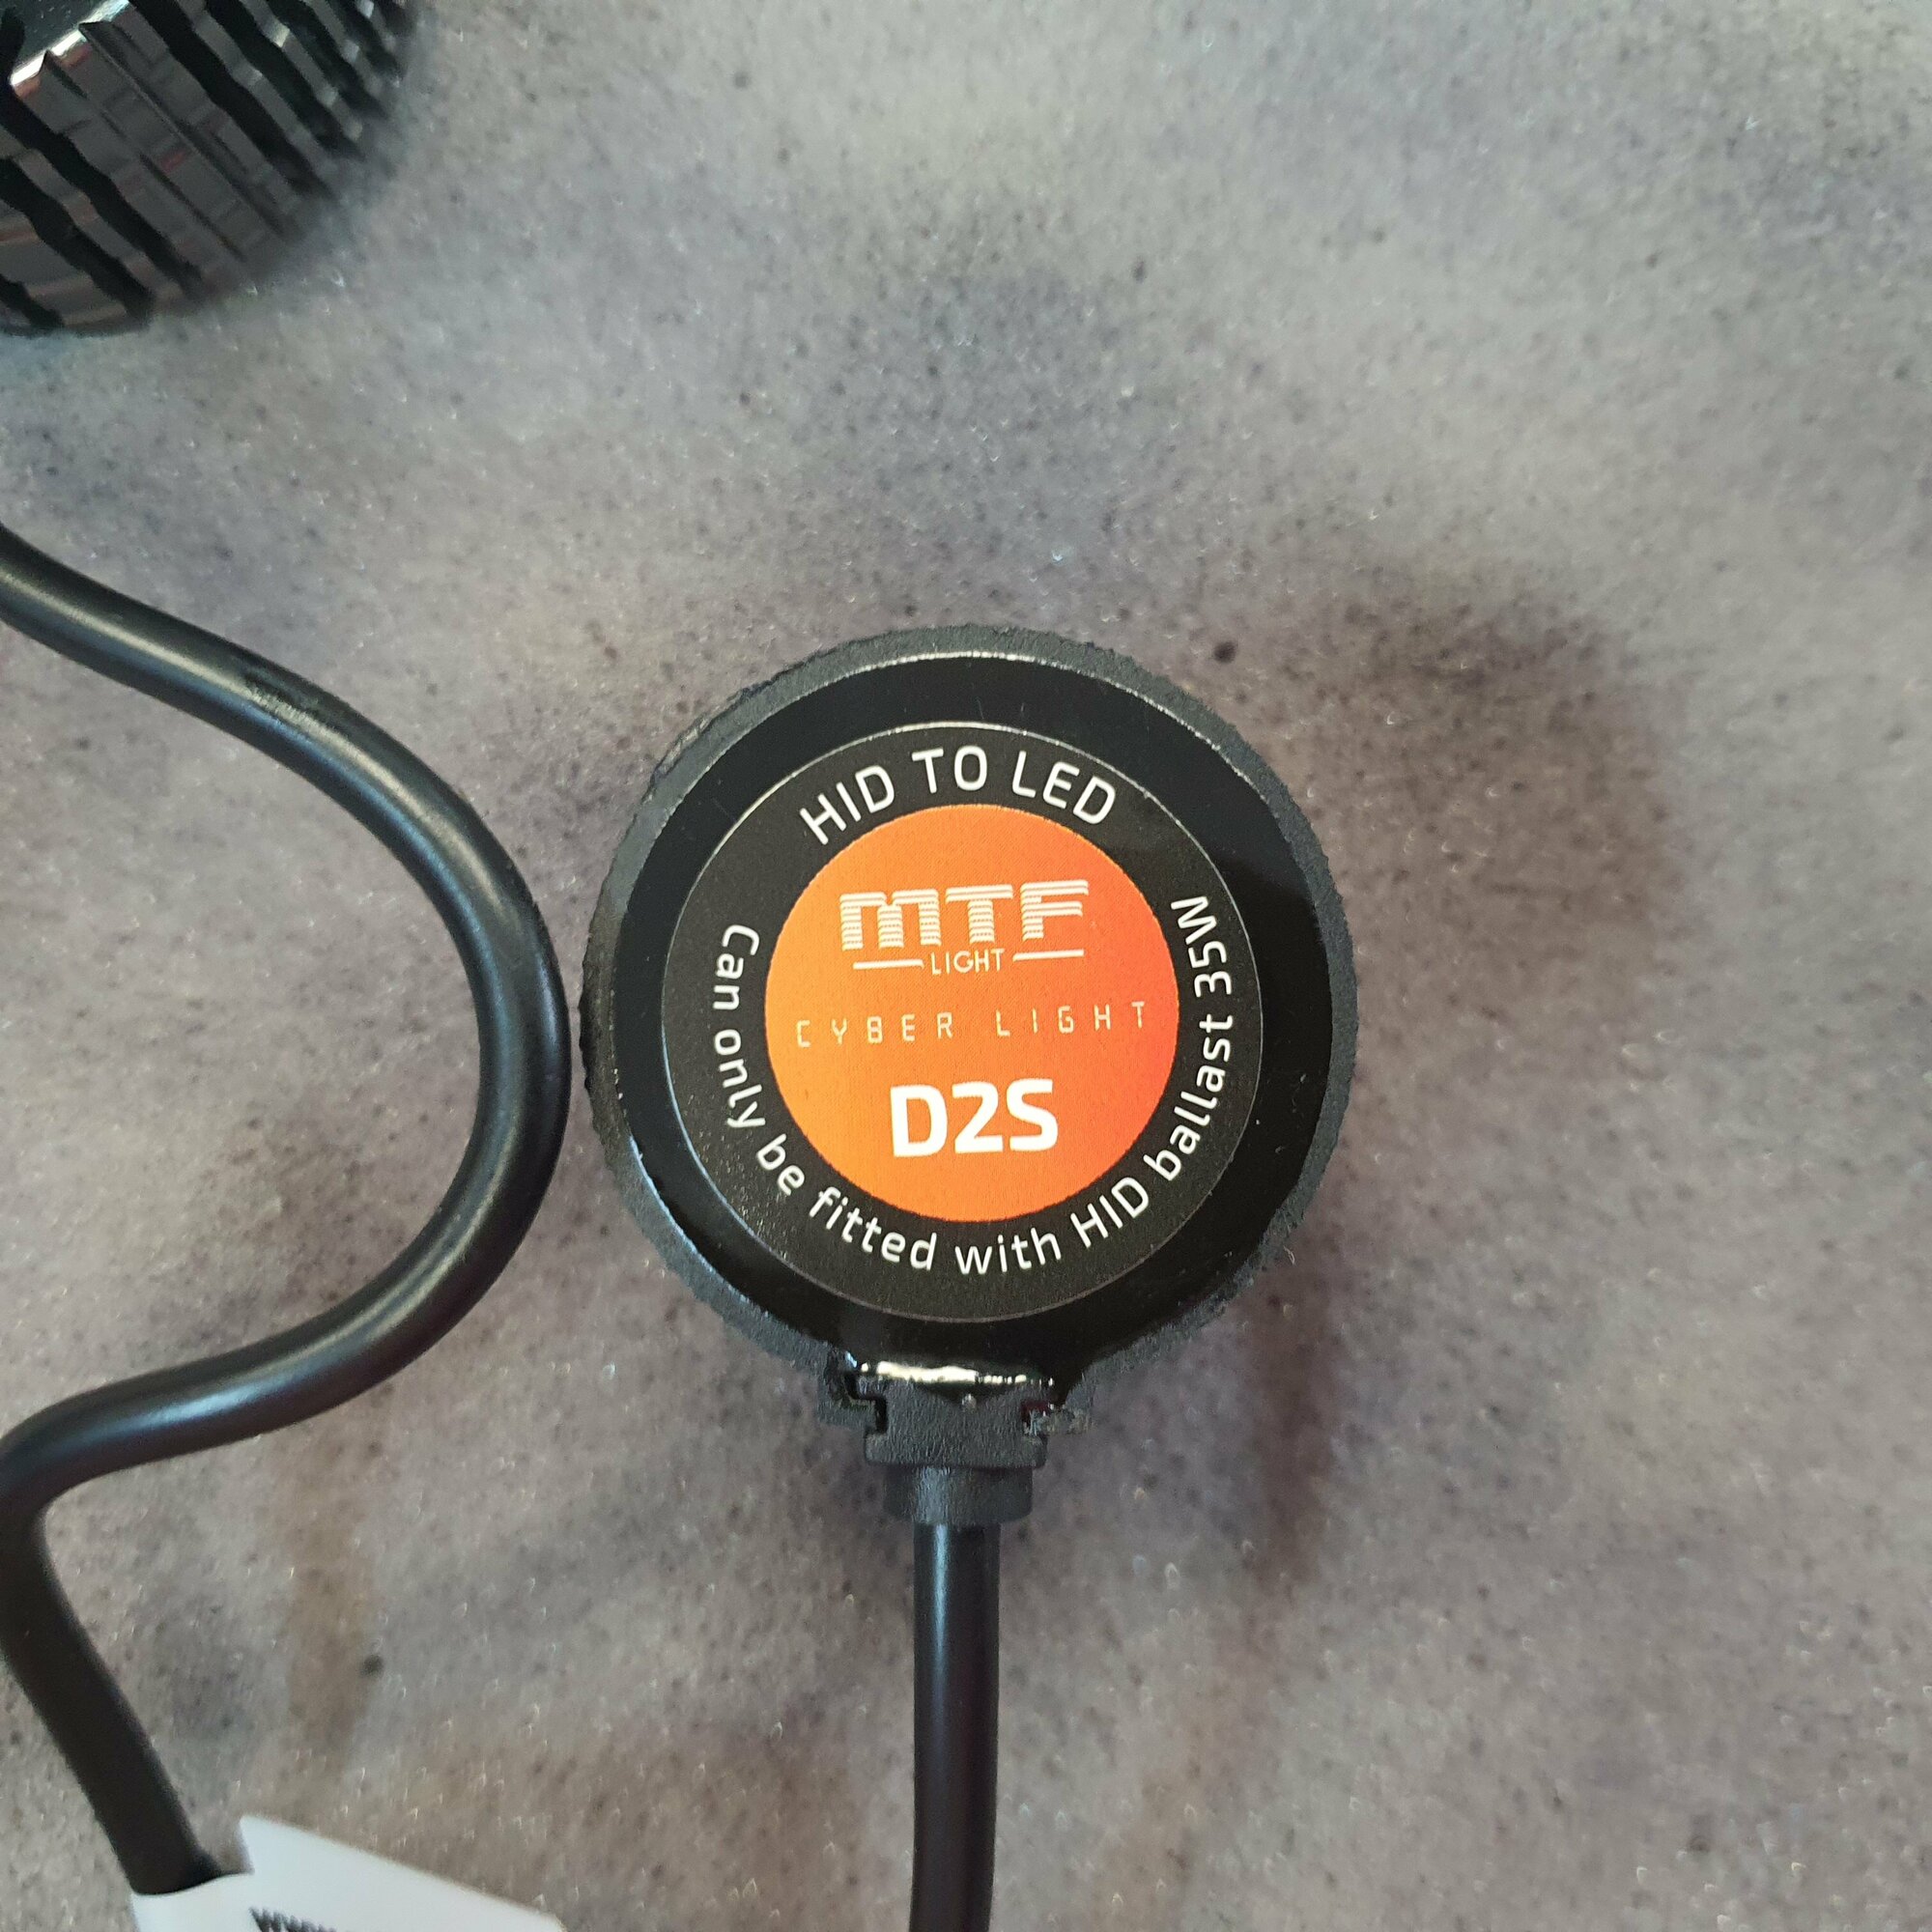 HID TO LED
MTF
LIGHT
CYBER LIGHT
D2S
Can only be fitted with HID ballast 35W